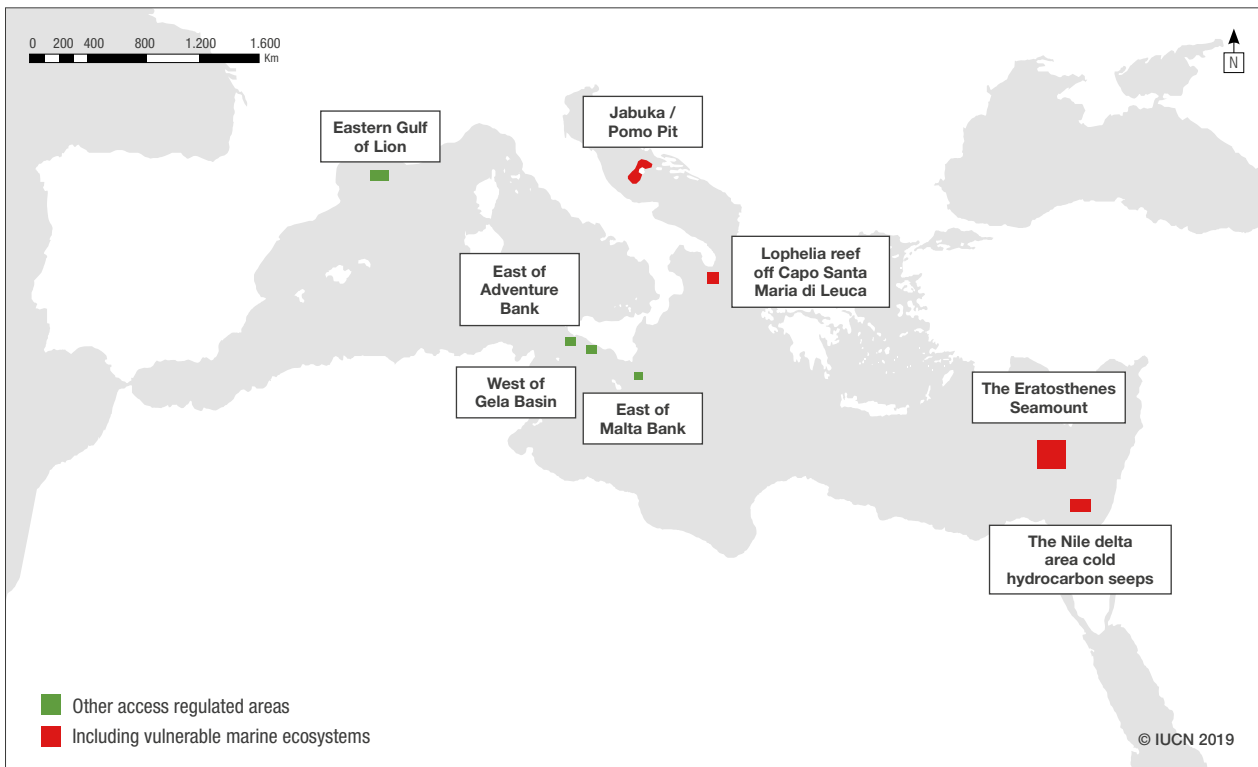 0 200 400 800 1.200 1.600
Km
N
Eastern Gulf
of Lion
Jabuka /
Pomo Pit
Lophelia reef
off Capo Santa
Maria di Leuca
East of
Adventure
Bank
West of
Gela Basin
East of
Malta Bank
The Eratosthenes
Seamount
The Nile delta
area cold
hydrocarbon seeps
Other access regulated areas
Including vulnerable marine ecosystems
© IUCN 2019